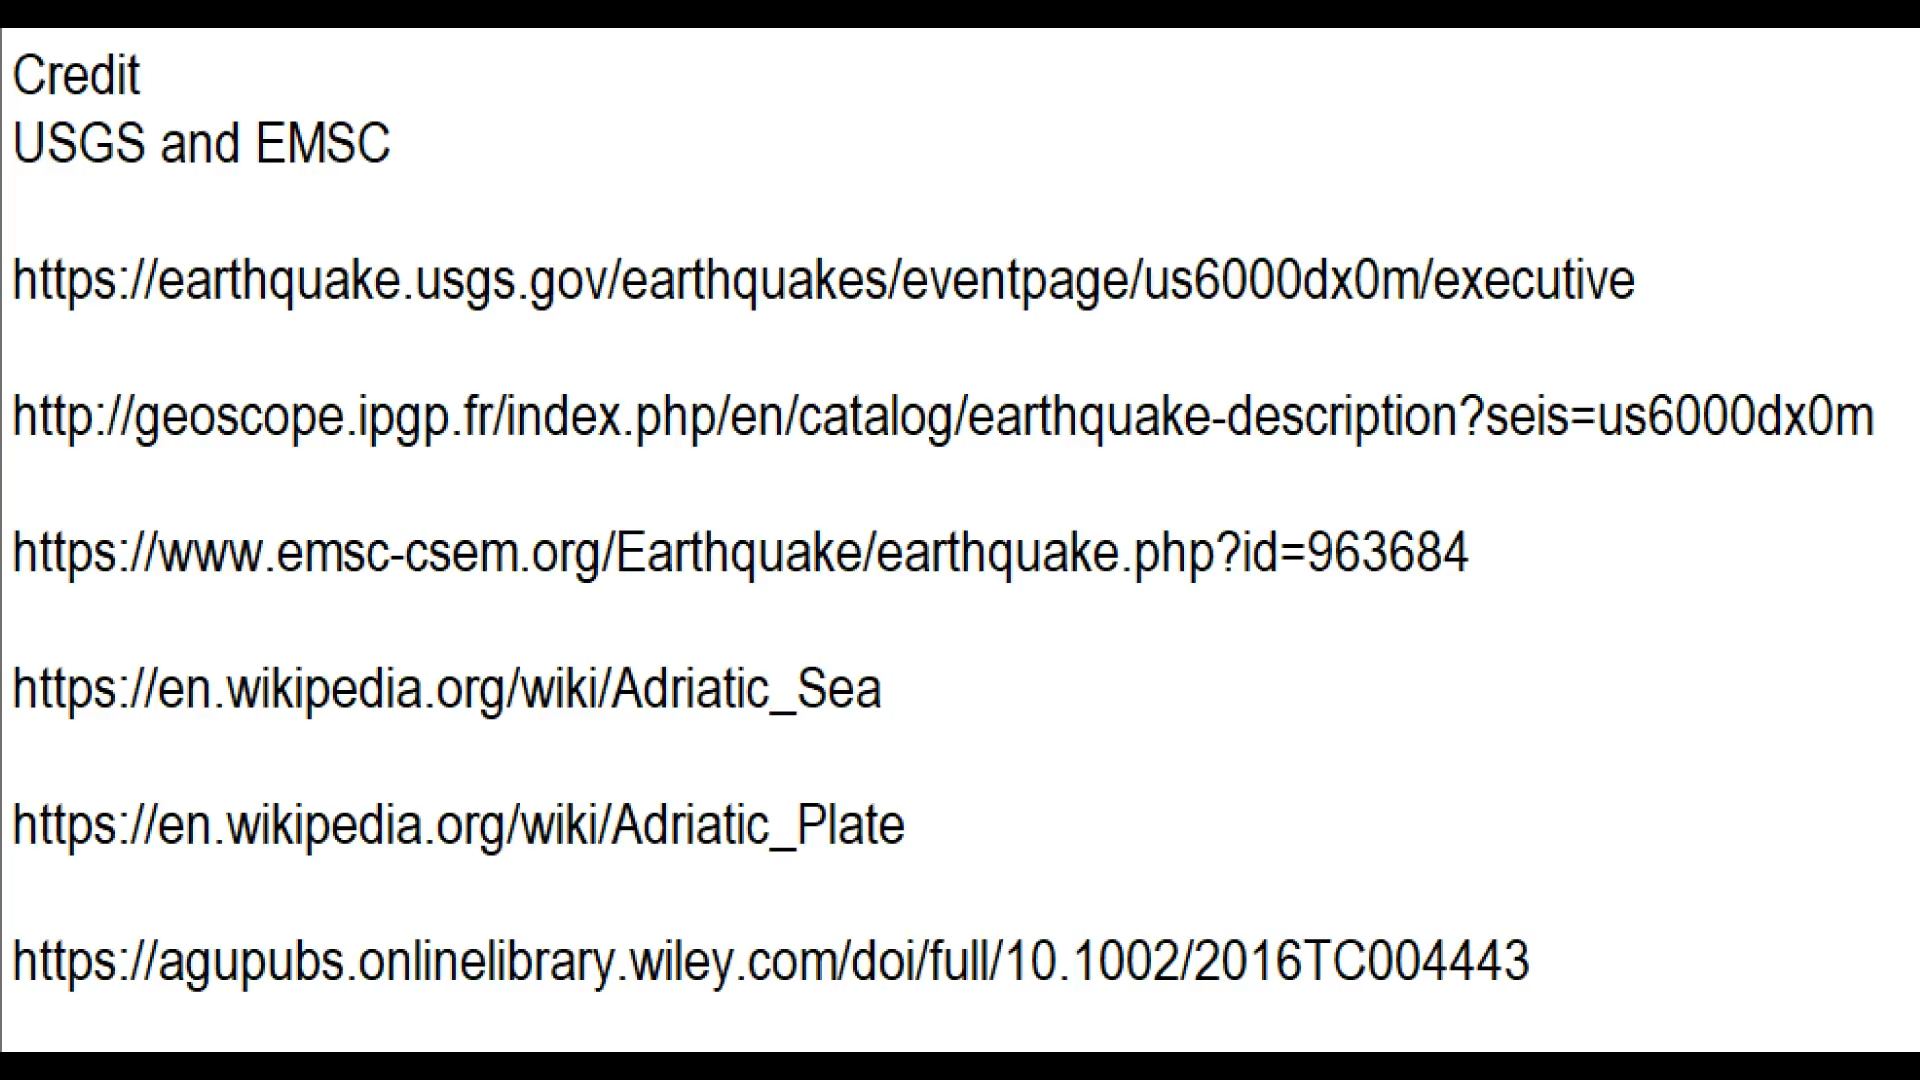 Credit
USGS and EMSC
https://earthquake.usgs.gov/earthquakes/eventpage/us6000dx0m/executive
http://geoscope.ipgp.fr/index.php/en/catalog/earthquake-description?seis=us6000dx0m
https://www.emsc-csem.org/Earthquake/earthquake.php?id=963684
https://en.wikipedia.org/wiki/Adriatic_Sea
https://en.wikipedia.org/wiki/Adriatic_Plate
https://agupubs.onlinelibrary.wiley.com/doi/full/10.1002/2016TC004443